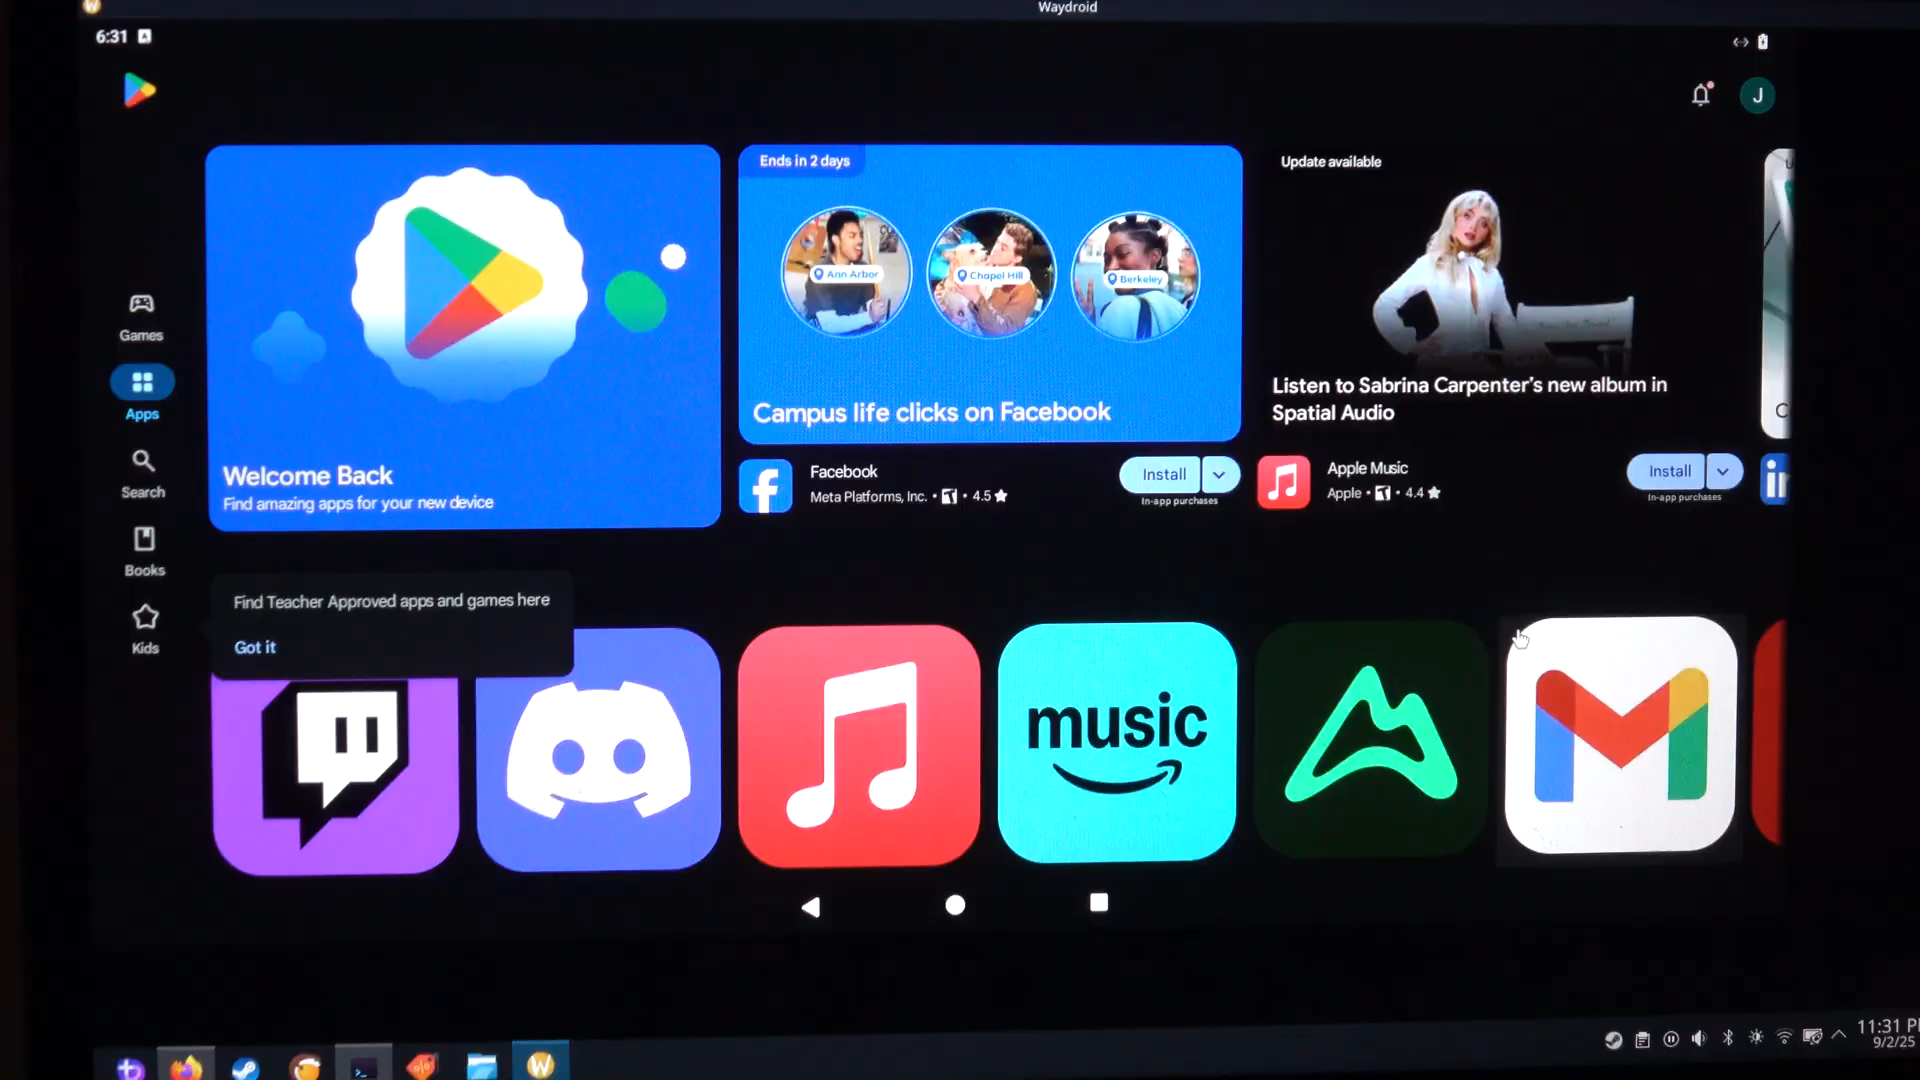 Waydroid
6:31
J
Ends in 2 days
Ann Arbor
Chapel Hill
Berkeley
Campus life clicks on Facebook
Update available
Listen to Sabrina Carpenter's new album in
Spatial Audio
Games
Apps
Search
Books
Kids
Welcome Back
Find amazing apps for your new device
Facebook
Meta Platforms, Inc. • T • 4.5 ★
Install
In-app purchases
Apple Music
Apple • T • 4.4 ★
Install
In-app purchases
in
Find Teacher Approved apps and games here
Got it
music
W
11:31 P
9/2/25